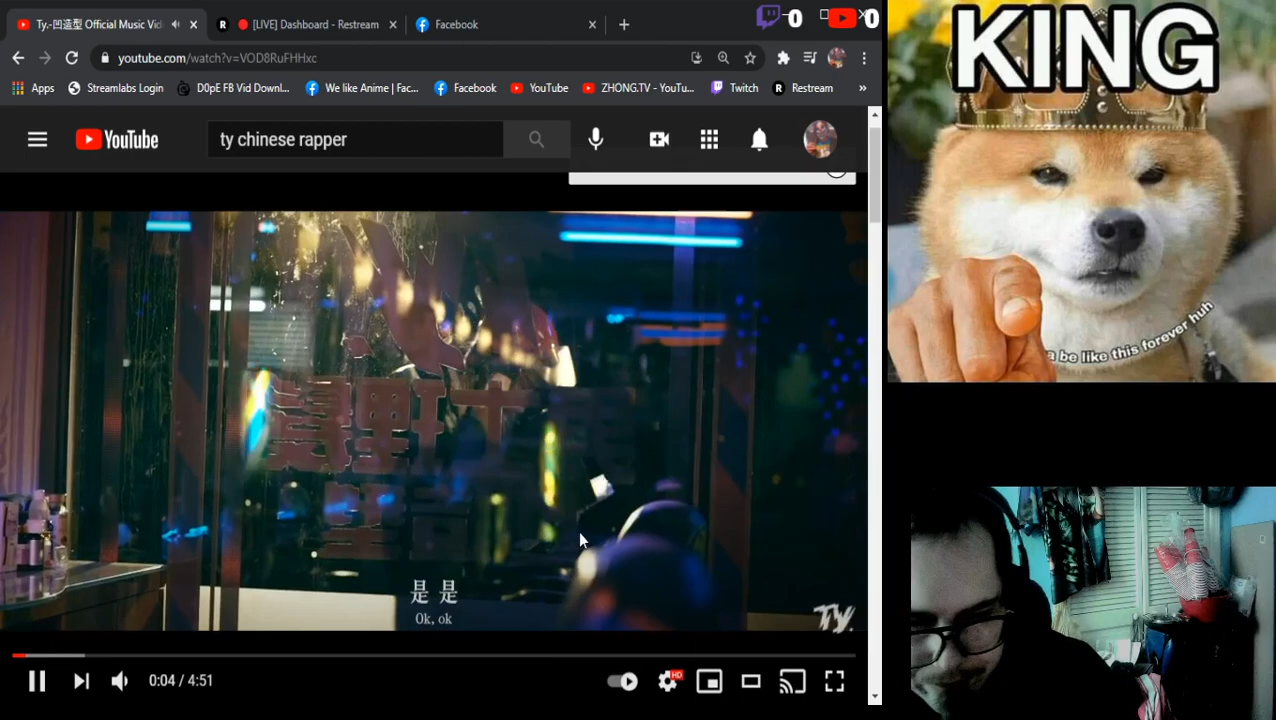 Ty.-凹造型 Official Music Vid
[LIVE] Dashboard - Restream
Facebook
0
0
youtube.com/watch?v=VOD8RuFHHxc
Apps
Streamlabs Login
D0pE FB Vid Downl...
We like Anime | Fac...
Facebook
YouTube
ZHONG.TV - YouTu...
Twitch
Restream
»
YouTube
ty chinese rapper
KING
a be like this forever huh
是 是
Ok, ok
TY.
0:04 / 4:51
HD